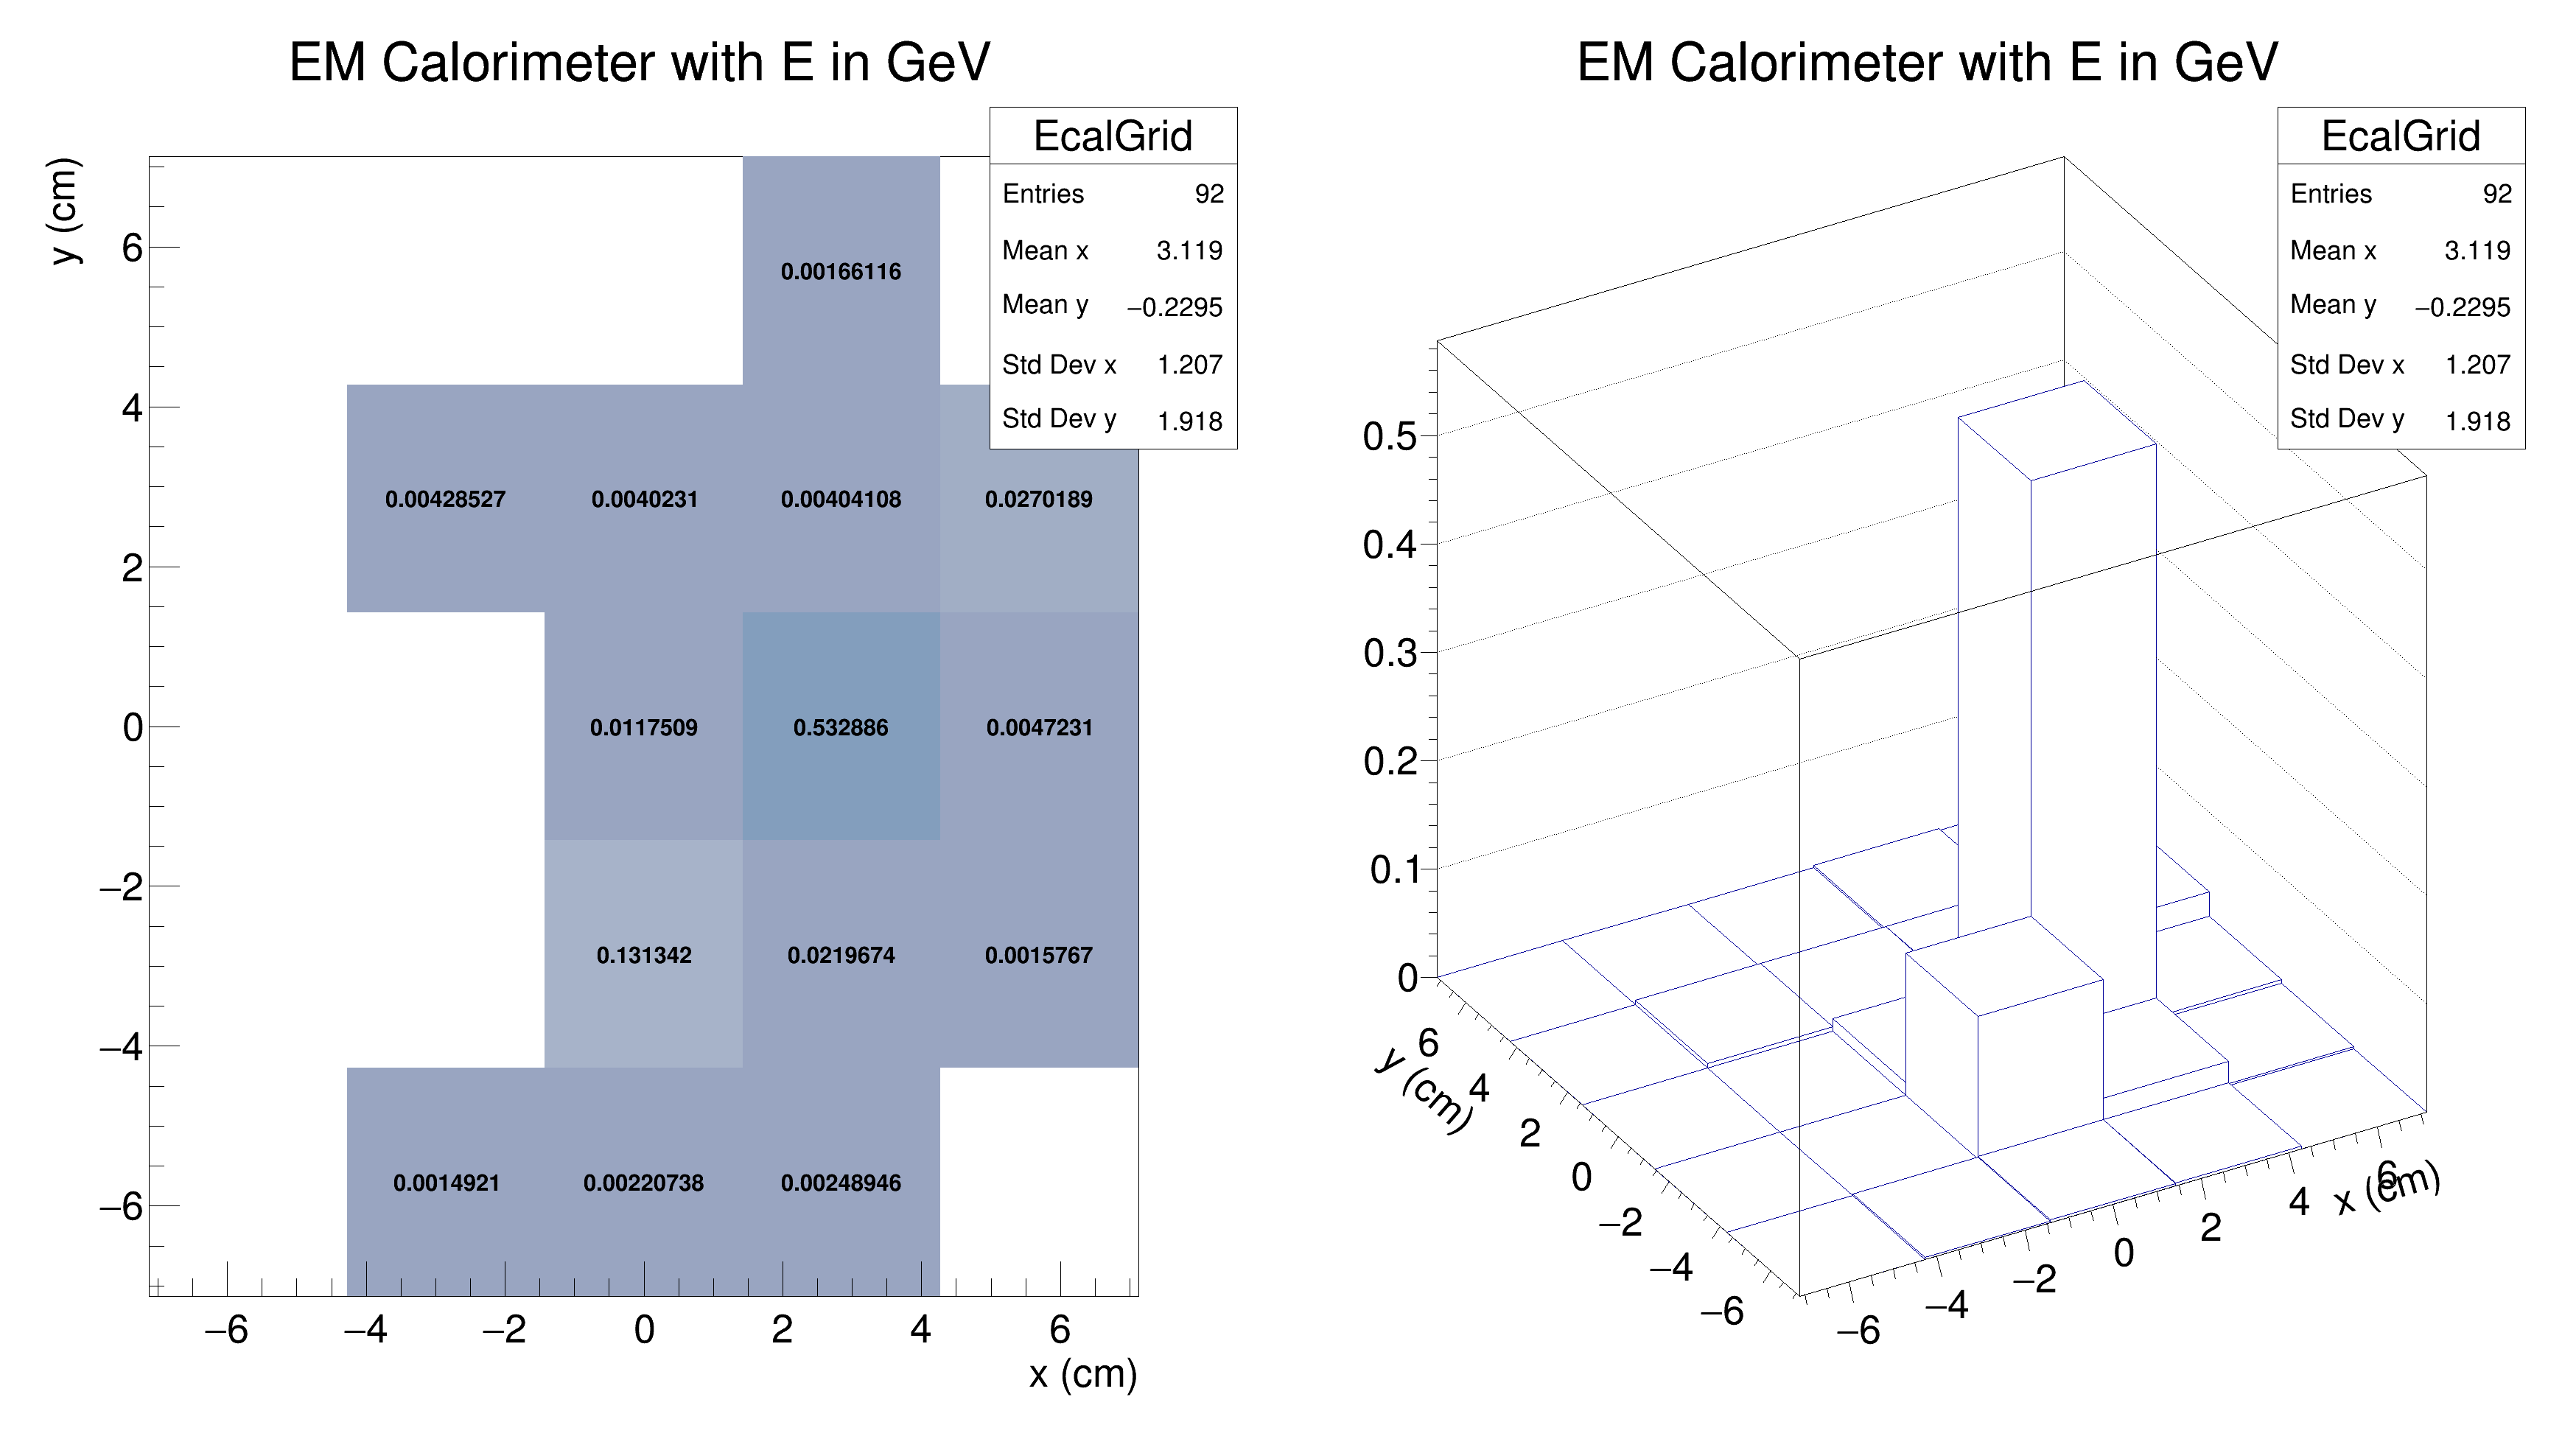 EM Calorimeter with E in GeV
EcalGrid
Entries 92
Mean x 3.119
Mean y −0.2295
Std Dev x 1.207
Std Dev y 1.918
y (cm)
6
4
2
0
−2
−4
−6
0.00166116
0.00428527 0.0040231 0.00404108 0.0270189
0.0117509 0.532886 0.0047231
0.131342 0.0219674 0.0015767
0.0014921 0.00220738 0.00248946
−6 −4 −2 0 2 4 6
x (cm)
EM Calorimeter with E in GeV
EcalGrid
Entries 92
Mean x 3.119
Mean y −0.2295
Std Dev x 1.207
Std Dev y 1.918
0.5
0.4
0.3
0.2
0.1
0
y (cm)
6
4
2
0
−2
−4
−6
−6 −4 −2 0 2 4 6
x (cm)